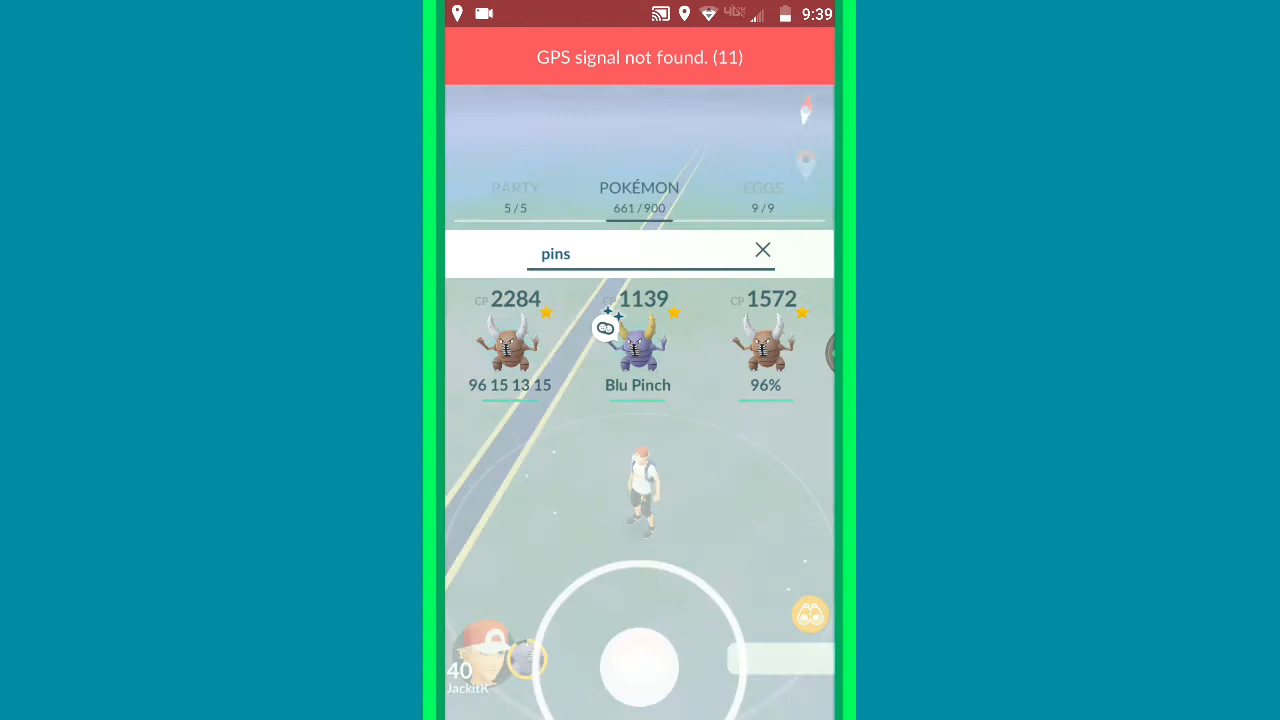 9:39
GPS signal not found. (11)
PARTY POKÉMON EGGS
5 / 5 661 / 900 9 / 9
pins
CP 2284 CP 1139 CP 1572
96 15 13 15 Blu Pinch 96%
40
JackitK